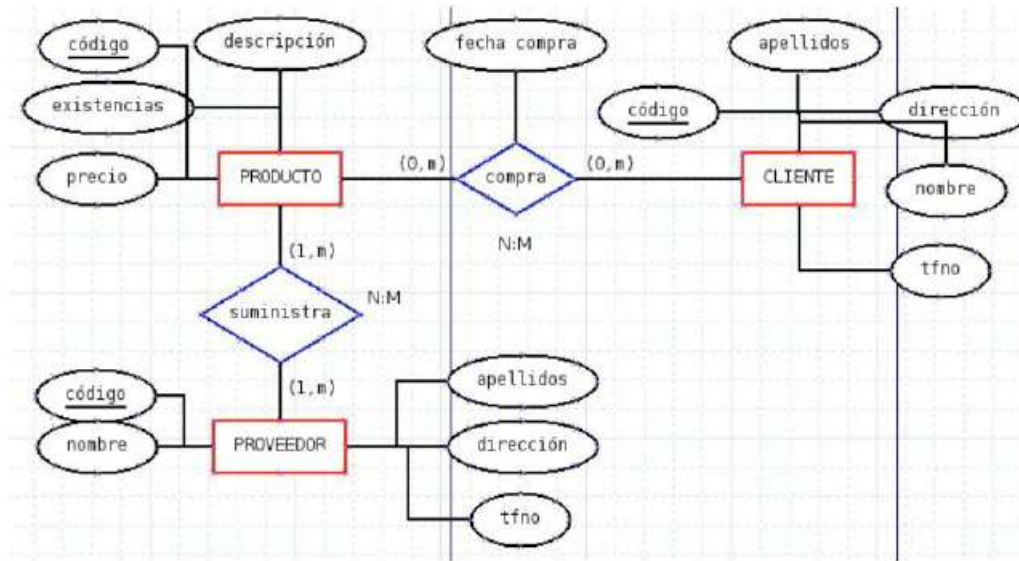 código
descripción
fecha compra
apellidos
existencias
código
dirección
precio
PRODUCTO
(0,m)
compra
(0,m)
CLIENTE
nombre
(1,m)
N:M
tfno
suministra
N:M
(1,m)
código
apellidos
nombre
PROVEEDOR
dirección
tfno